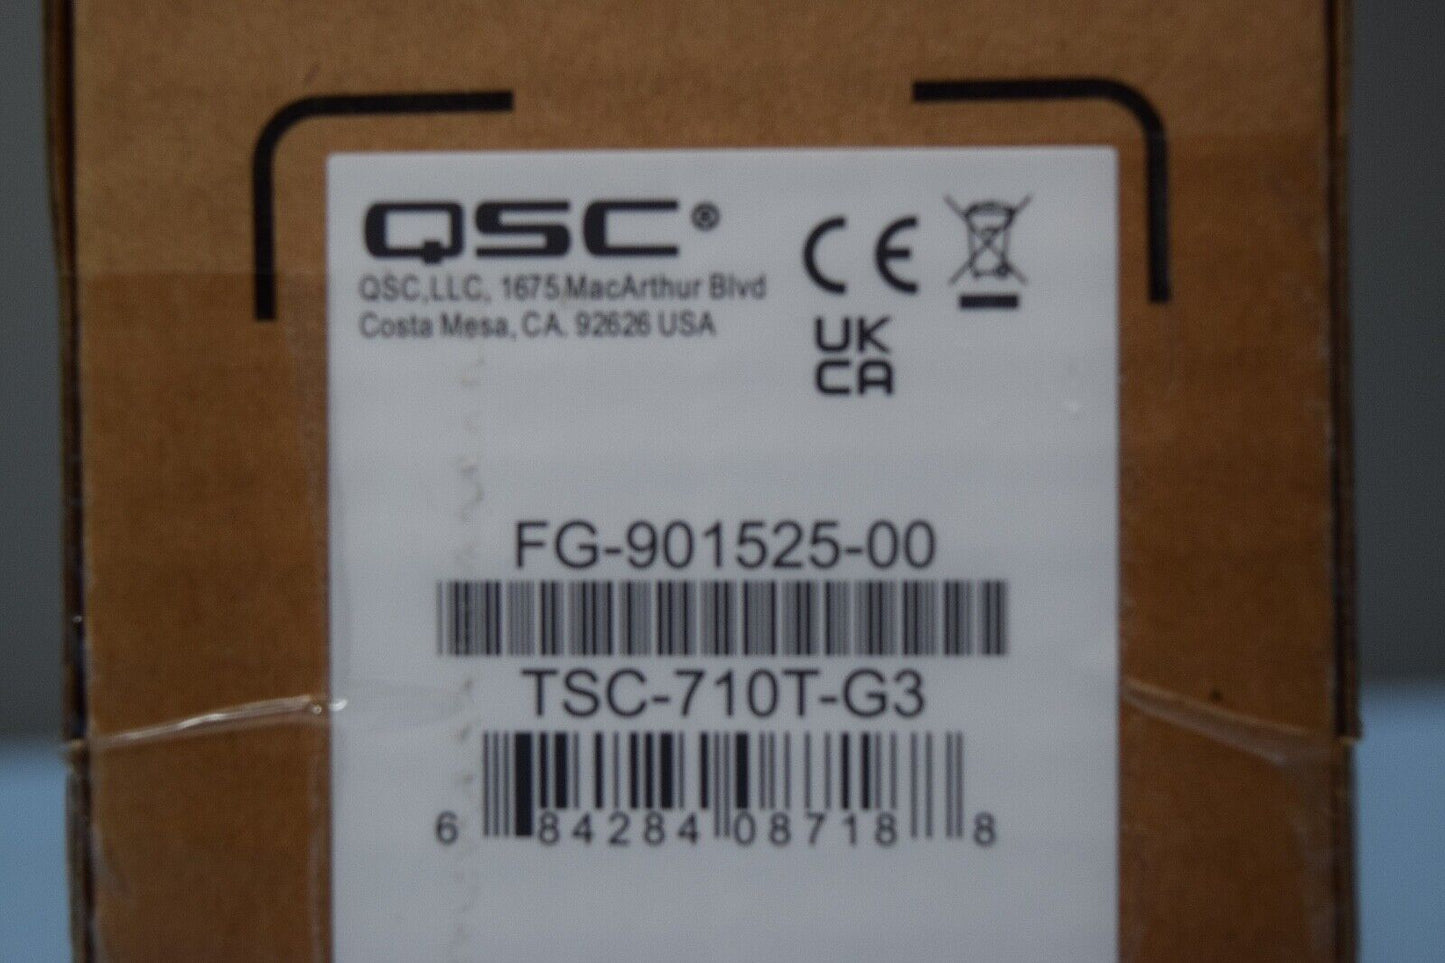 QSC®
QSC,LLC, 1675 MacArthur Blvd
Costa Mesa, CA. 92626 USA
CE
UK
CA
FG-901525-00
TSC-710T-G3
6 84284 08718 8